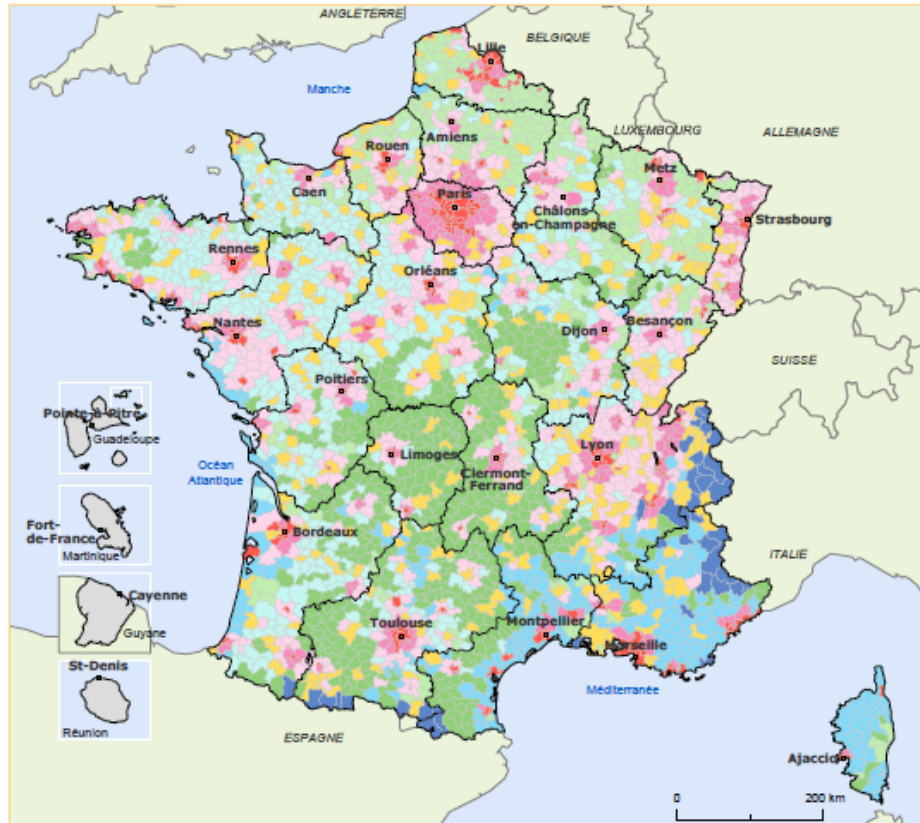 ANGLETERRE
BELGIQUE
Lille
Manche
Amiens
LUXEMBOURG
ALLEMAGNE
Rouen
Metz
Caen
Paris
Châlons-
en-Champagne
Strasbourg
Rennes
Orléans
Nantes
Dijon
Besançon
SUISSE
Poitiers
Pointe-à-Pitre
Guadeloupe
Océan
Atlantique
Limoges
Clermont-
Ferrand
Lyon
Fort-
de-France
Martinique
Bordeaux
ITALIE
Cayenne
Guyane
Toulouse
Montpellier
Marseille
St-Denis
Réunion
Méditerranée
ESPAGNE
Ajaccio
0
200 km